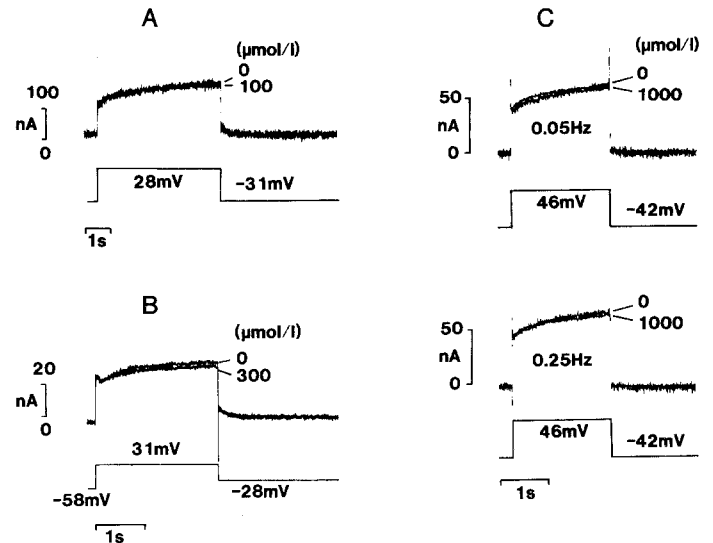 A
(µmol/l)
0
100
100
nA
0
28mV
-31mV
1s
B
(µmol/l)
0
300
20
nA
0
31mV
-58mV
-28mV
1s
C
(µmol/l)
0
1000
50
nA
0
0.05Hz
46mV
-42mV
0
1000
50
nA
0
0.25Hz
46mV
-42mV
1s